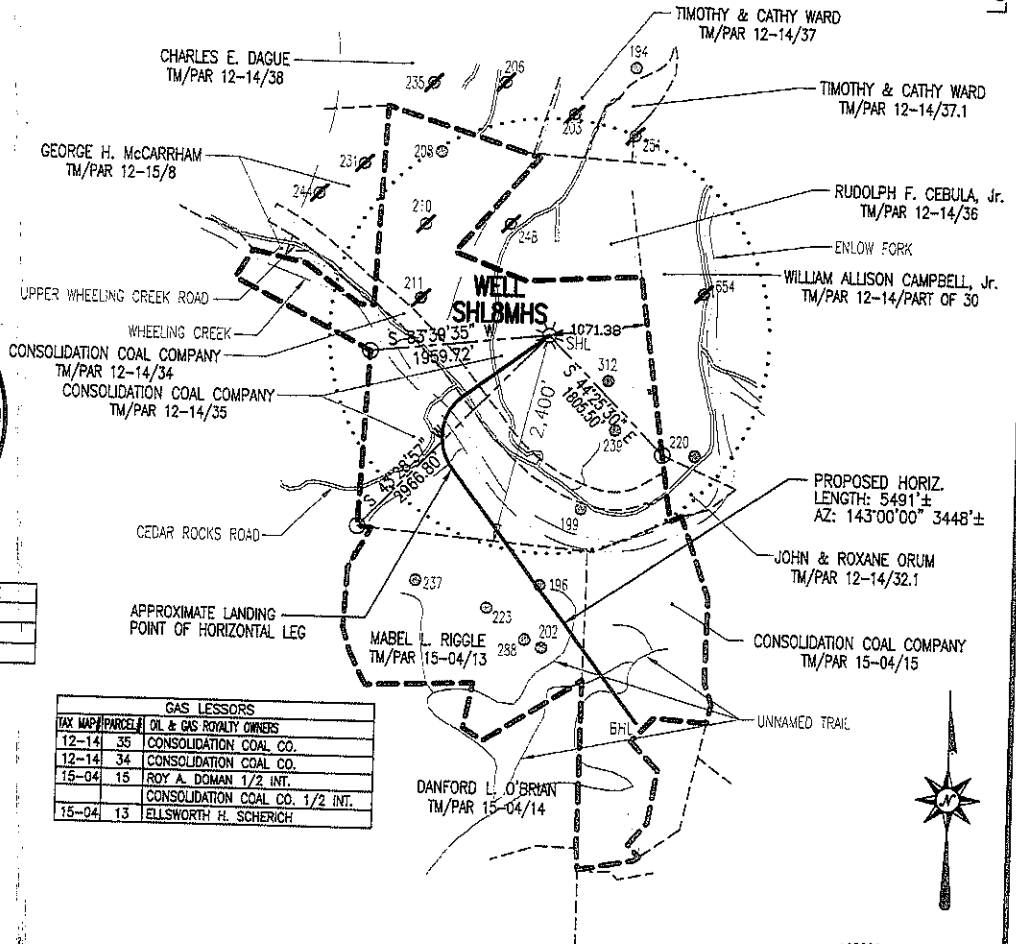 TIMOTHY & CATHY WARD
TM/PAR 12-14/37
CHARLES E. DAGUE
TM/PAR 12-14/38
194
206
235
TIMOTHY & CATHY WARD
TM/PAR 12-14/37.1
203
GEORGE H. McCARRHAM
TM/PAR 12-15/8
231
208
244
RUDOLPH F. CEBULA, Jr.
TM/PAR 12-14/36
210
248
ENLOW FORK
WILLIAM ALLISON CAMPBELL, Jr.
TM/PAR 12-14/PART OF 30
UPPER WHEELING CREEK ROAD
211
WELL
SHL8MHS
654
WHEELING CREEK
S 83°39'35" W
1959.72'
1071.38
SHL
CONSOLIDATION COAL COMPANY
TM/PAR 12-14/34
CONSOLIDATION COAL COMPANY
TM/PAR 12-14/35
312
S 44°25'30" E
1805.50'
2,400'
239
220
S 43°28'57"
2966.80'
PROPOSED HORIZ.
LENGTH: 5491'±
AZ: 143°00'00" 3448'±
199
CEDAR ROCKS ROAD
JOHN & ROXANE ORUM
TM/PAR 12-14/32.1
237
196
APPROXIMATE LANDING
POINT OF HORIZONTAL LEG
223
MABEL L. RIGGLE
TM/PAR 15-04/13
288
202
CONSOLIDATION COAL COMPANY
TM/PAR 15-04/15
GAS LESSORS
TAX MAP# PARCEL# OIL & GAS ROYALTY OWNERS
12-14 35 CONSOLIDATION COAL CO.
12-14 34 CONSOLIDATION COAL CO.
15-04 15 ROY A. DOMAN 1/2 INT.
CONSOLIDATION COAL CO. 1/2 INT.
15-04 13 ELLSWORTH H. SCHERICH
BHL
UNNAMED TRAIL
DANFORD L. O'BRIAN
TM/PAR 15-04/14
N